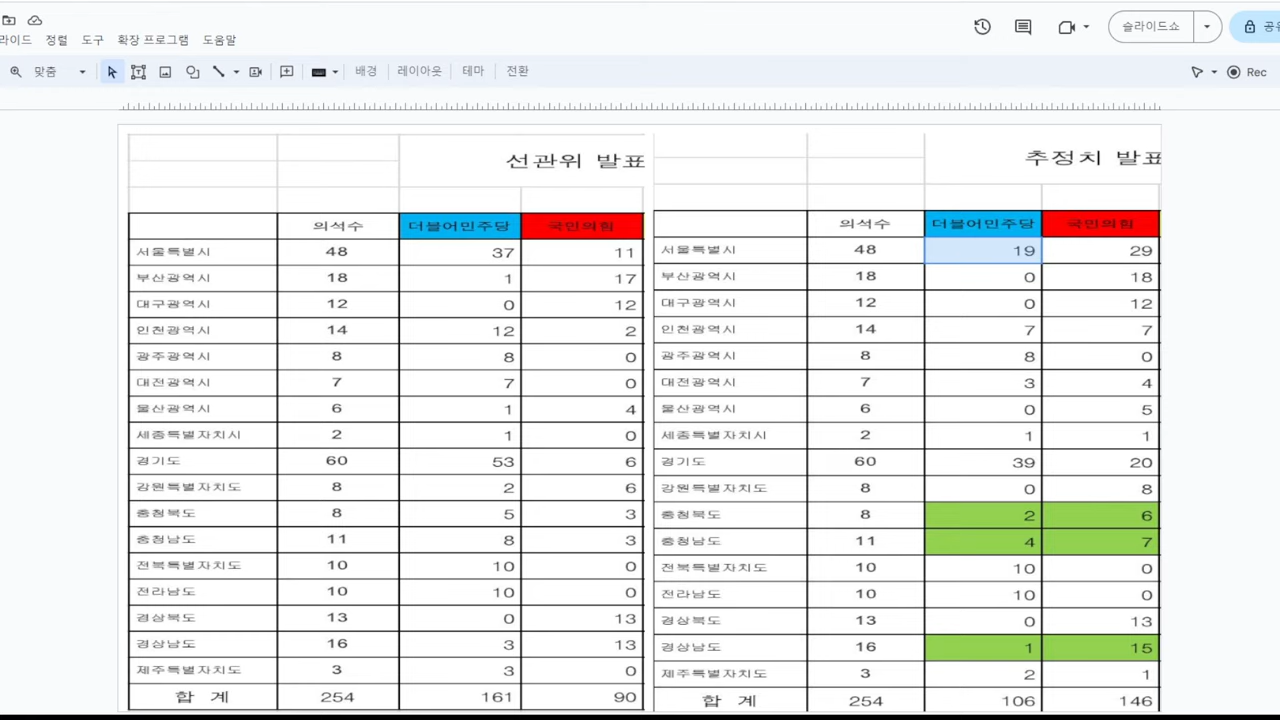 라이드 정렬 도구 확장 프로그램 도움말
슬라이드쇼
공유
맞춤 배경 레이아웃 테마 전환
Rec
선관위 발표
의석수 더불어민주당 국민의힘
서울특별시 48 37 11
부산광역시 18 1 17
대구광역시 12 0 12
인천광역시 14 12 2
광주광역시 8 8 0
대전광역시 7 7 0
울산광역시 6 1 4
세종특별자치시 2 1 0
경기도 60 53 6
강원특별자치도 8 2 6
충청북도 8 5 3
충청남도 11 8 3
전북특별자치도 10 10 0
전라남도 10 10 0
경상북도 13 0 13
경상남도 16 3 13
제주특별자치도 3 3 0
합 계 254 161 90
추정치 발표
의석수 더불어민주당 국민의힘
서울특별시 48 19 29
부산광역시 18 0 18
대구광역시 12 0 12
인천광역시 14 7 7
광주광역시 8 8 0
대전광역시 7 3 4
울산광역시 6 0 5
세종특별자치시 2 1 1
경기도 60 39 20
강원특별자치도 8 0 8
충청북도 8 2 6
충청남도 11 4 7
전북특별자치도 10 10 0
전라남도 10 10 0
경상북도 13 0 13
경상남도 16 1 15
제주특별자치도 3 2 1
합 계 254 106 146